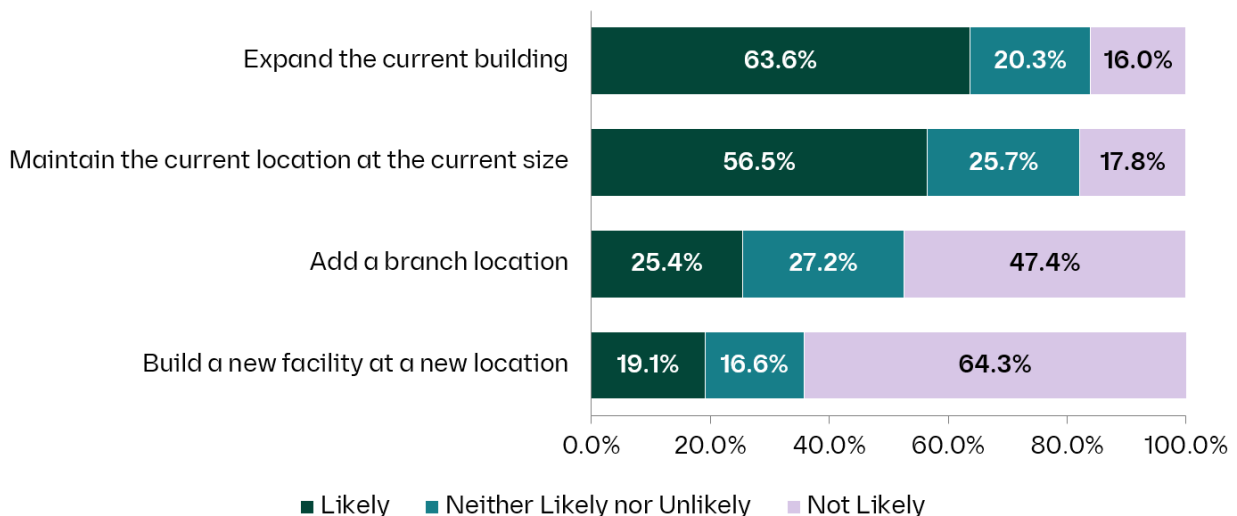 Expand the current building
63.6% 20.3% 16.0%
Maintain the current location at the current size
56.5% 25.7% 17.8%
Add a branch location
25.4% 27.2% 47.4%
Build a new facility at a new location
19.1% 16.6% 64.3%
0.0% 20.0% 40.0% 60.0% 80.0% 100.0%
Likely Neither Likely nor Unlikely Not Likely